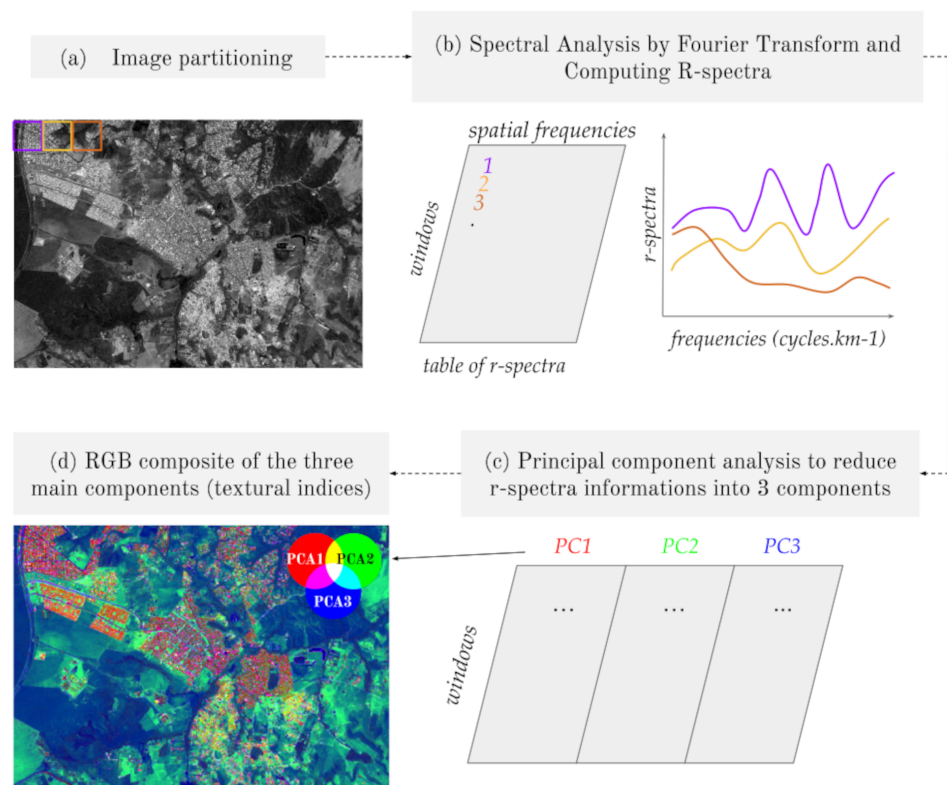 (a) Image partitioning
(b) Spectral Analysis by Fourier Transform and
Computing R-spectra
spatial frequencies
1
2
3
.
windows
table of r-spectra
r-spectra
frequencies (cycles.km-1)
(d) RGB composite of the three
main components (textural indices)
(c) Principal component analysis to reduce
r-spectra informations into 3 components
PCA1 PCA2
PCA3
PC1 PC2 PC3
... ... ...
windows